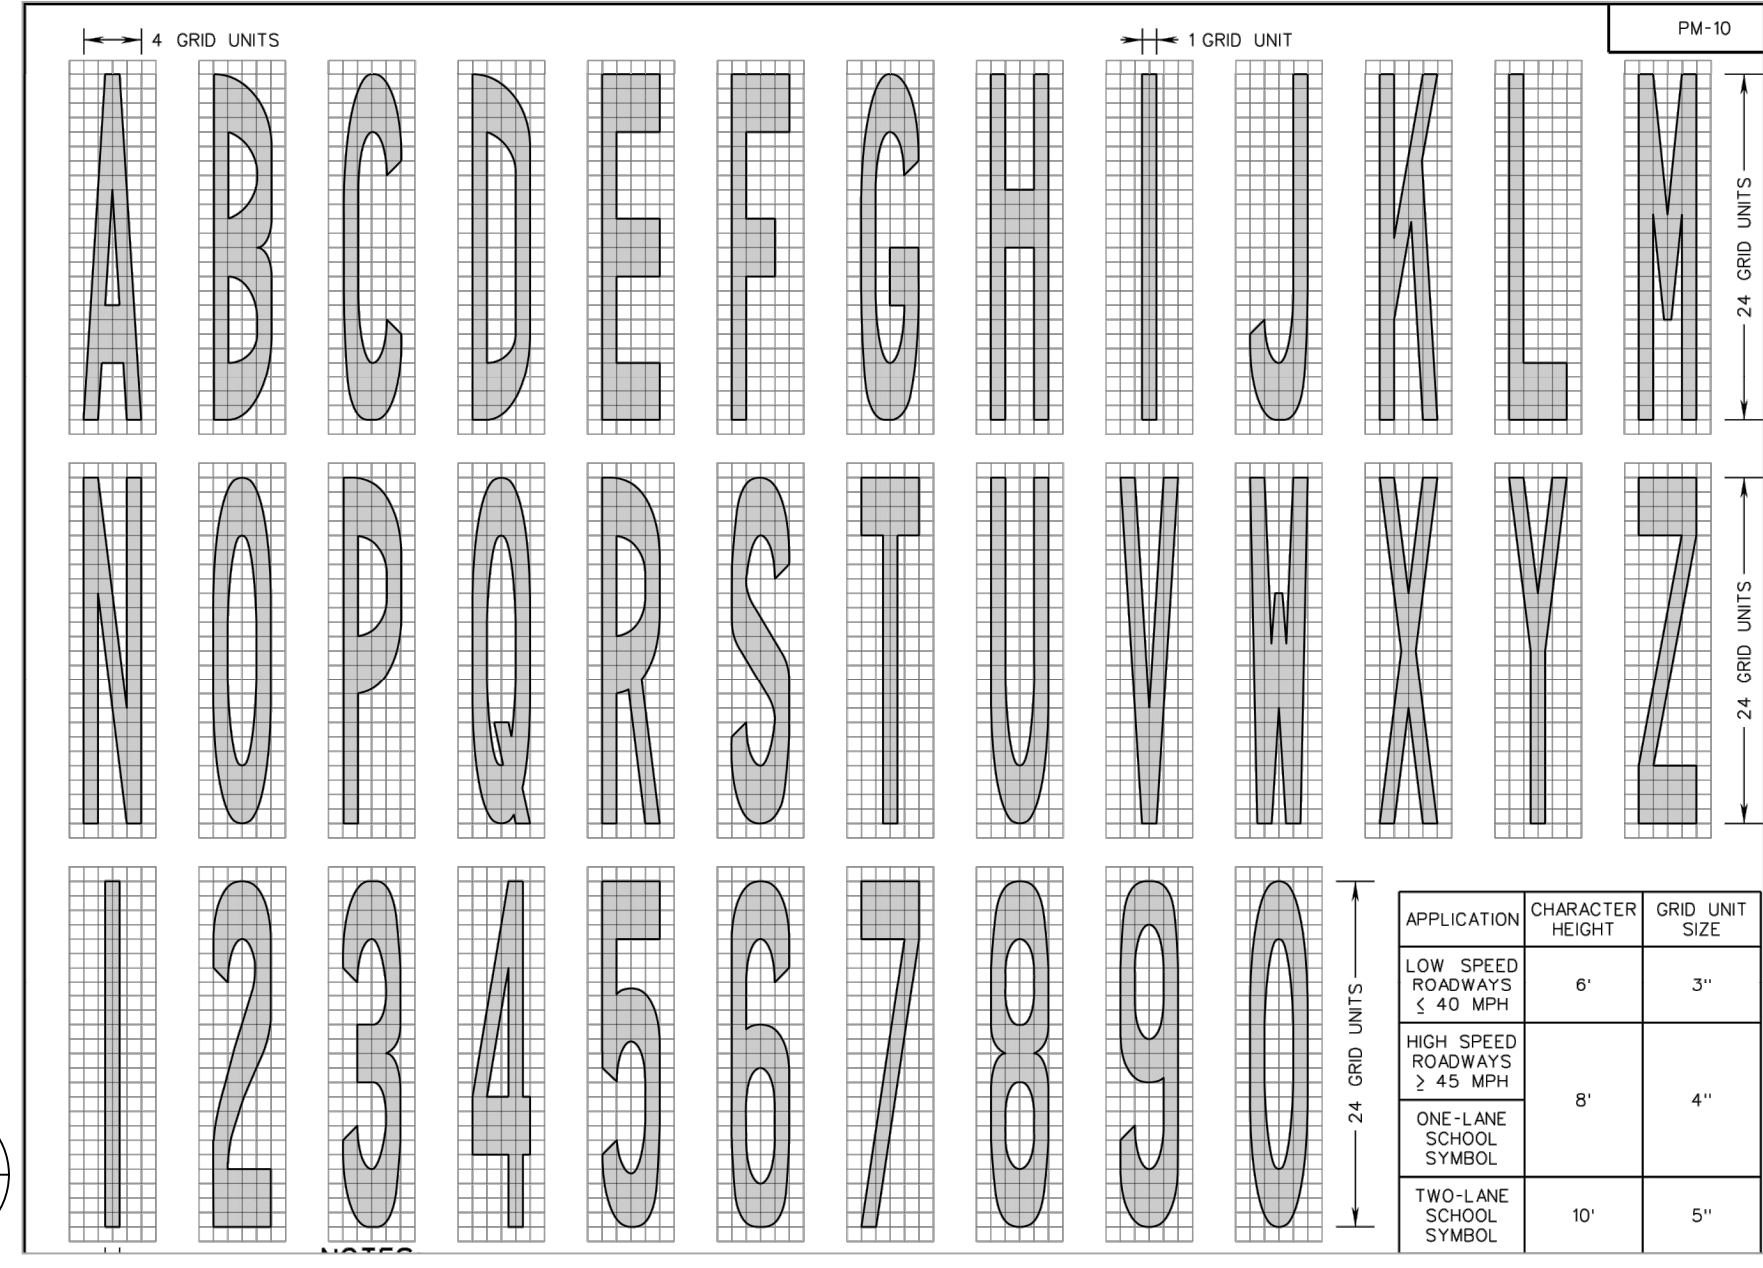 PM-10
4 GRID UNITS
1 GRID UNIT
A B C D E F G H I J K L M
24 GRID UNITS
N O P Q R S T U V W X Y Z
24 GRID UNITS
1 2 3 4 5 6 7 8 9 0
24 GRID UNITS
APPLICATION
CHARACTER
HEIGHT
GRID UNIT
SIZE
LOW SPEED
ROADWAYS
≤ 40 MPH
6'
3"
HIGH SPEED
ROADWAYS
≥ 45 MPH
8'
4"
ONE-LANE
SCHOOL
SYMBOL
TWO-LANE
SCHOOL
SYMBOL
10'
5"
NOTES